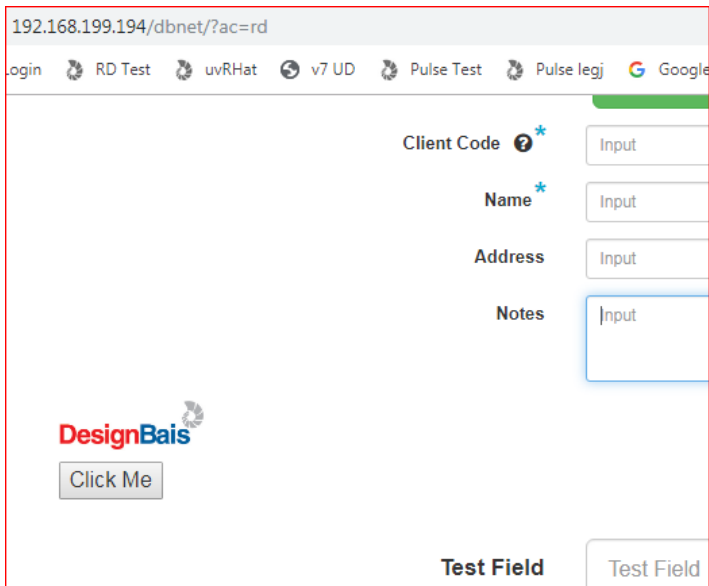 192.168.199.194/dbnet/?ac=rd
Login RD Test uvRHat v7 UD Pulse Test Pulse legj G Google
Client Code ?* Input
Name* Input
Address Input
Notes Input
DesignBais
Click Me
Test Field Test Field